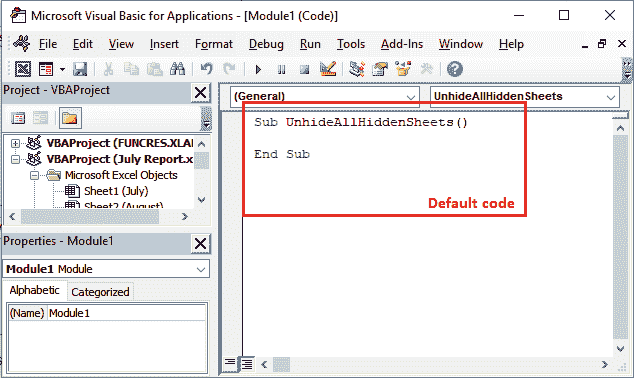 Microsoft Visual Basic for Applications - [Module1 (Code)]
File Edit View Insert Format Debug Run Tools Add-Ins Window Help
Project - VBAProject
VBAProject (FUNCRES.XLAM
VBAProject (July Report.x
Microsoft Excel Objects
Sheet1 (July)
Sheet2 (August)
Properties - Module1
Module1 Module
Alphabetic Categorized
(Name) Module1
(General) UnhideAllHiddenSheets
Sub UnhideAllHiddenSheets()
End Sub
Default code